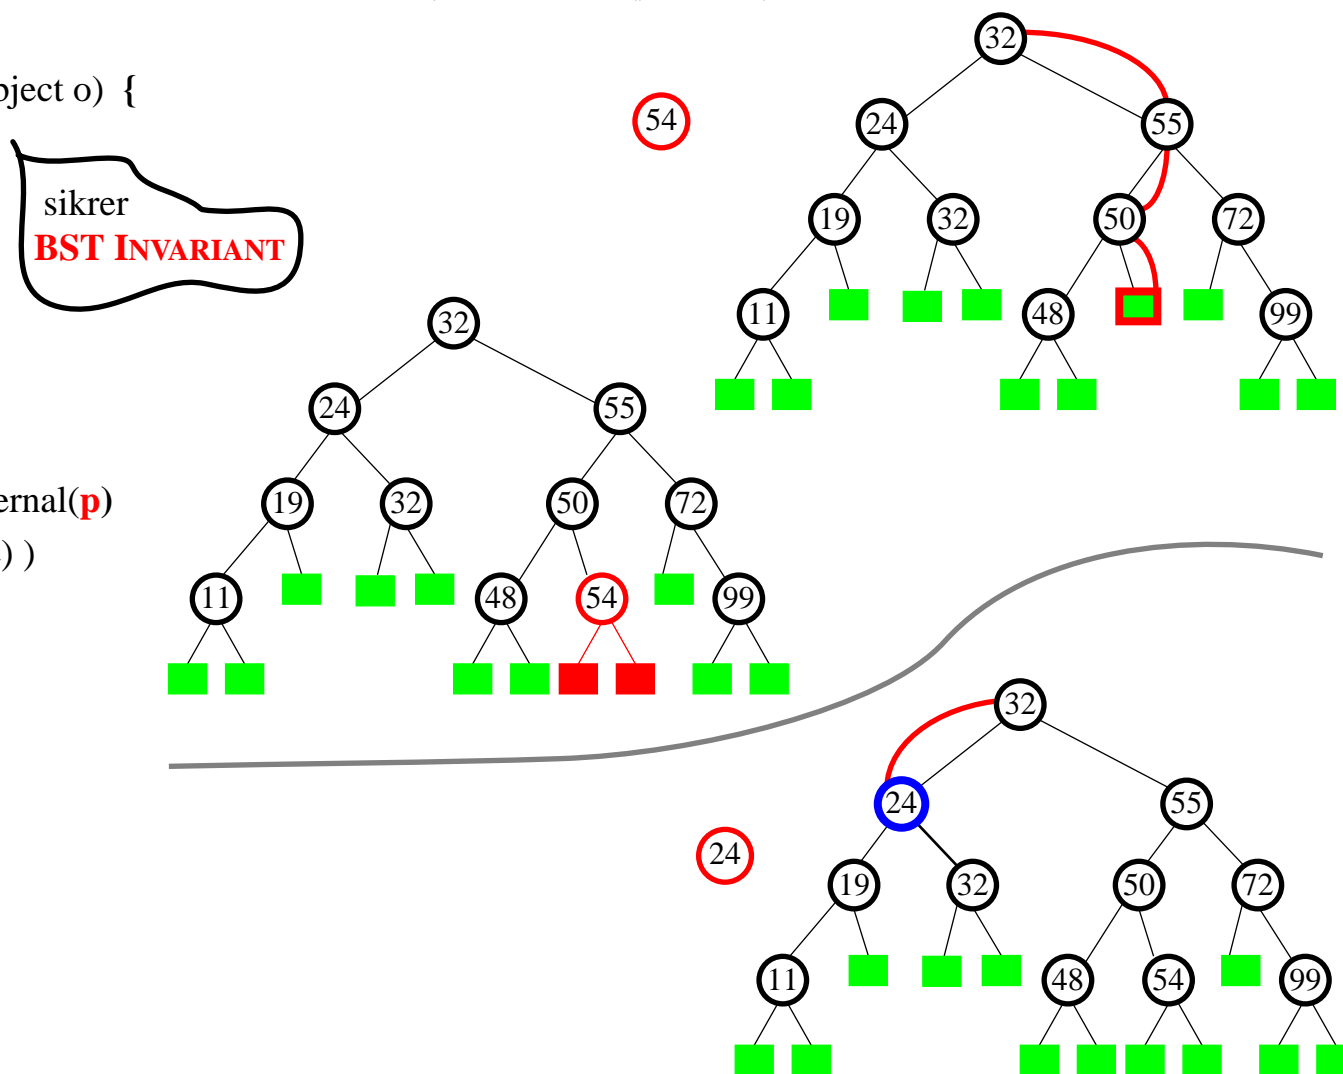 bject o) {
sikrer
BST INVARIANT
ernal(p)
) )
54
32
24 55
19 32 50 72
11 48 99
32
24 55
19 32 50 72
11 48 54 99
24
32
24 55
19 32 50 72
11 48 54 99